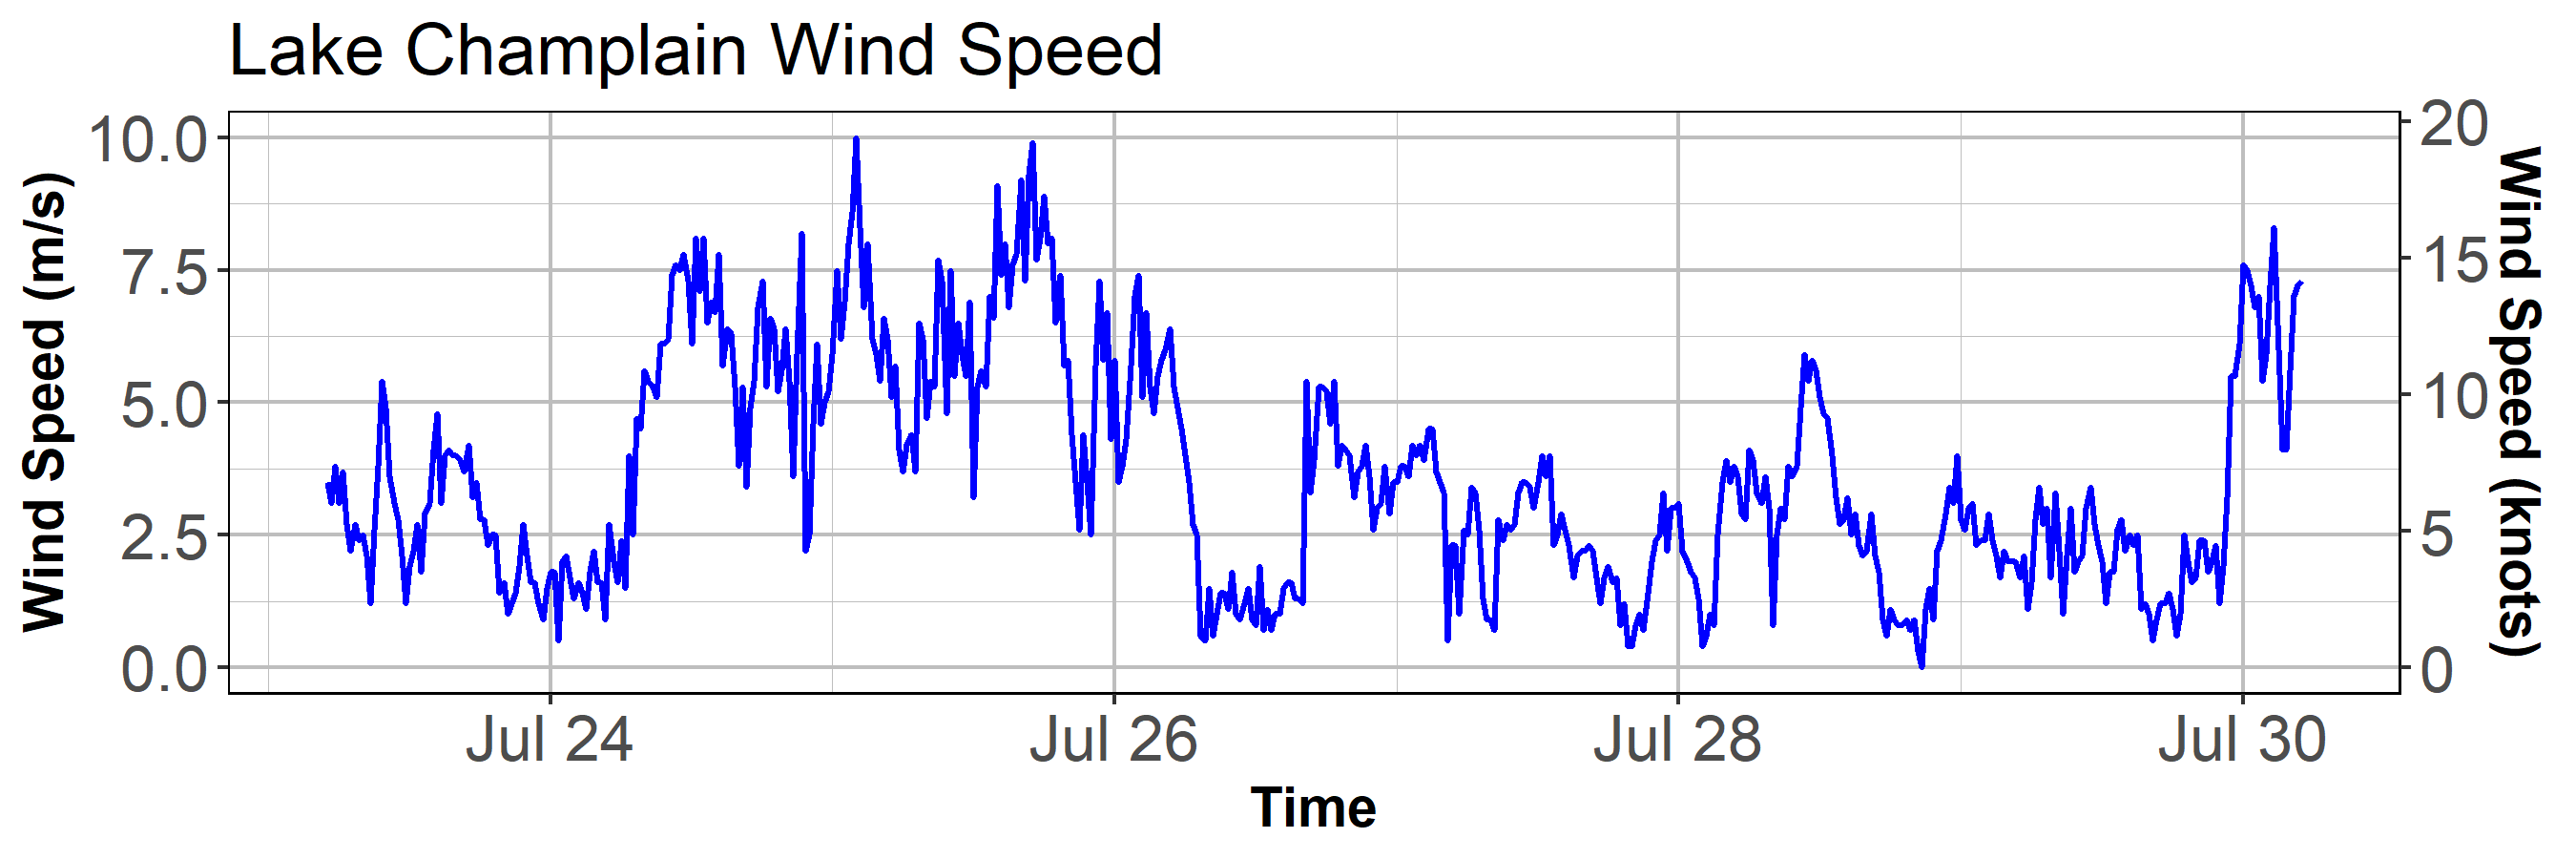 Lake Champlain Wind Speed
Wind Speed (m/s)
10.0
7.5
5.0
2.5
0.0
20
15
10
5
0
Wind Speed (knots)
Jul 24
Jul 26
Jul 28
Jul 30
Time